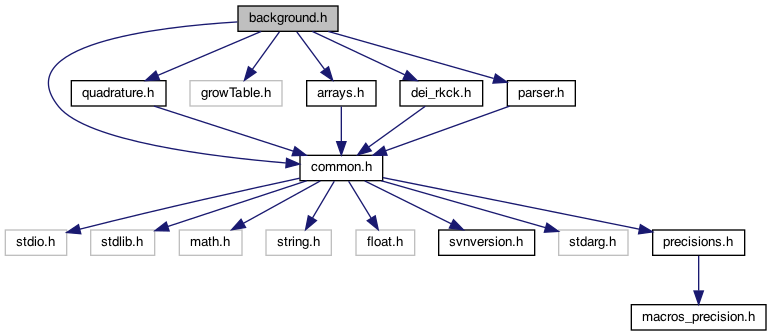 background.h
quadrature.h
growTable.h
arrays.h
dei_rkck.h
parser.h
common.h
stdio.h
stdlib.h
math.h
string.h
float.h
svnversion.h
stdarg.h
precisions.h
macros_precision.h